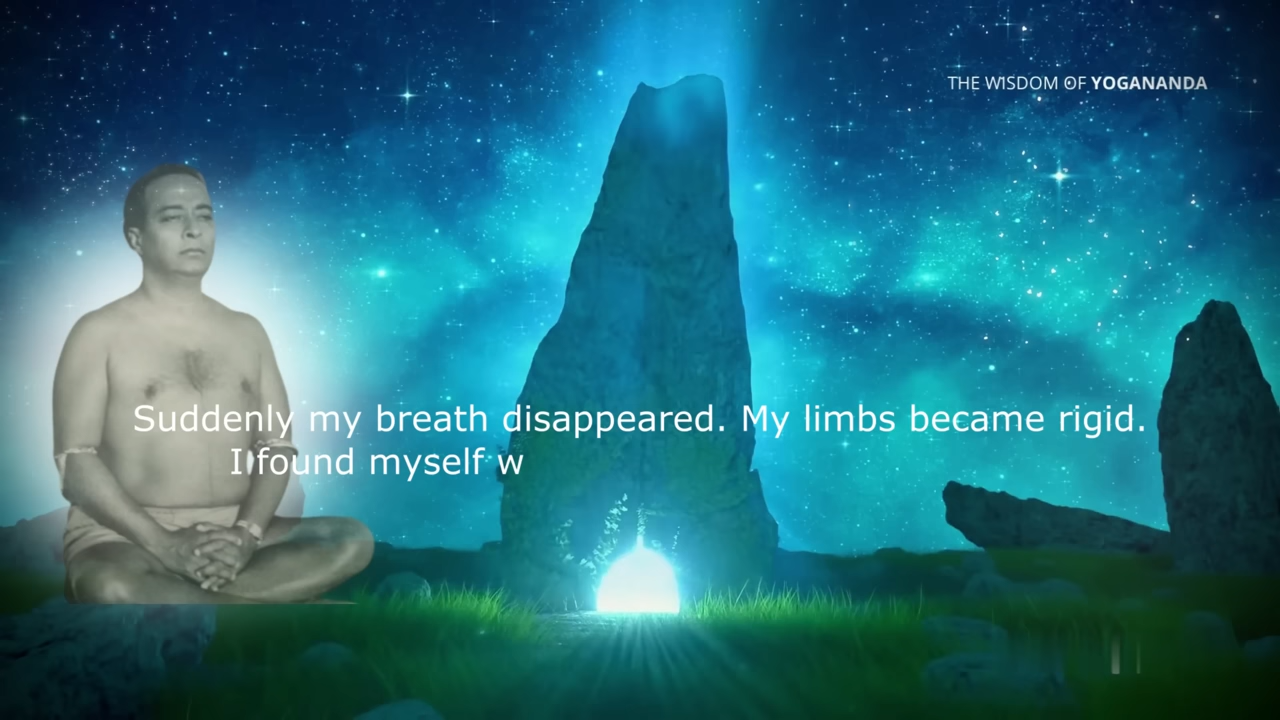 THE WISDOM OF YOGANANDA
Suddenly my breath disappeared. My limbs became rigid.
I found myself w